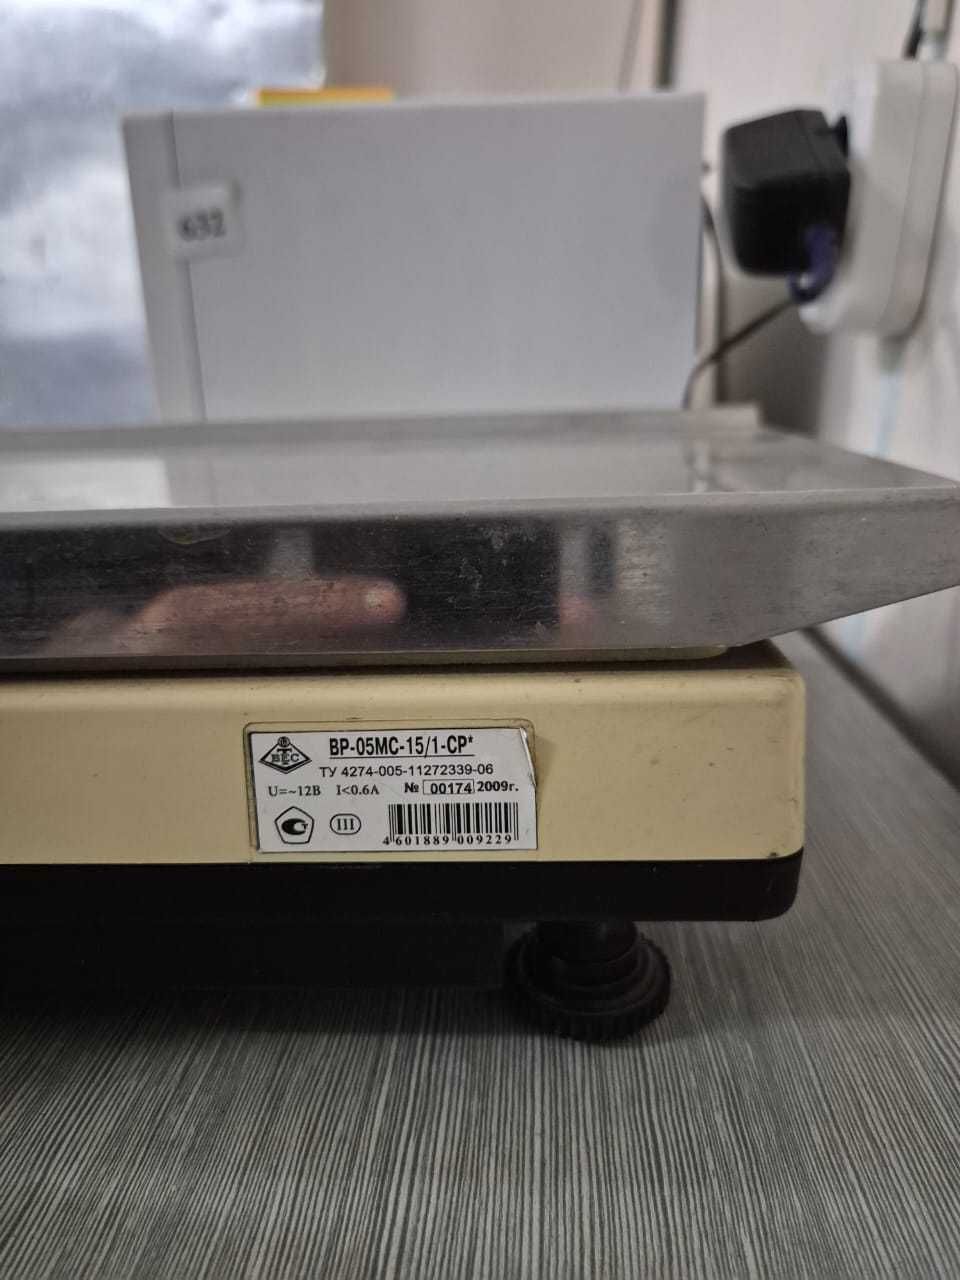 632
ВЕС
Т
ВР-05МС-15/1-СР*
ТУ 4274-005-11272339-06
U=~12В I<0.6А № 00174 2009г.
III
4 601889 009229